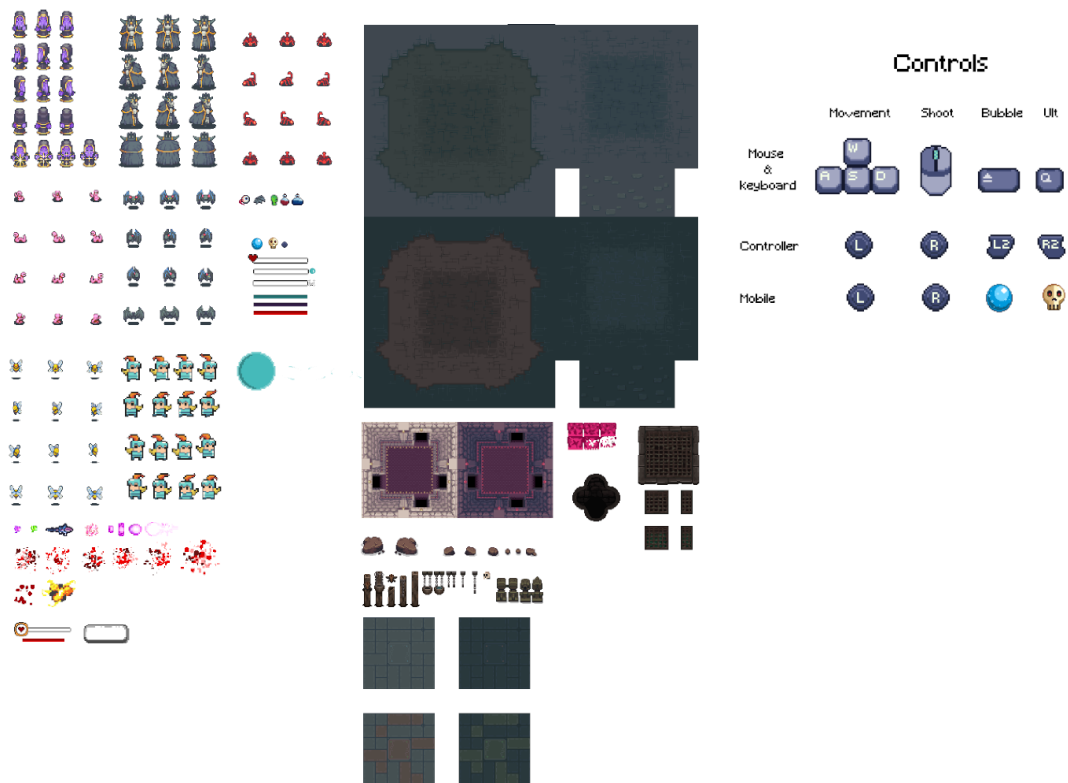 Controls
Movement Shoot Bubble Ult
Mouse
&
Keyboard
W
A S D
Q
Controller
L R L2 R2
Mobile
L R